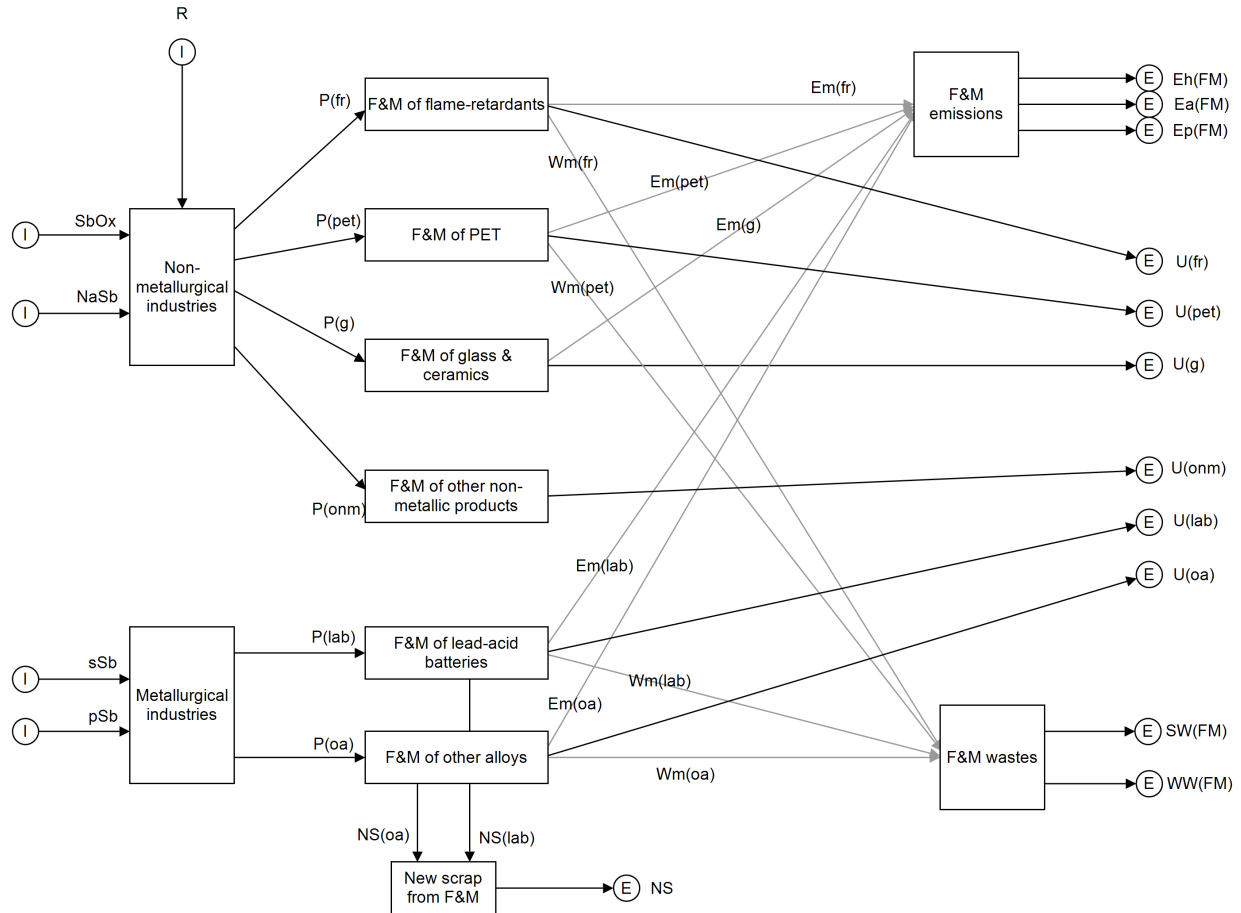 R
I
P(fr)
F&M of flame-retardants
Em(fr)
F&M
emissions
E
Eh(FM)
E
Ea(FM)
E
Ep(FM)
Wm(fr)
Em(pet)
SbOx
I
P(pet)
F&M of PET
Em(g)
Non-
metallurgical
industries
E
U(fr)
NaSb
I
Wm(pet)
E
U(pet)
P(g)
F&M of glass &
ceramics
E
U(g)
P(onm)
F&M of other non-
metallic products
E
U(onm)
E
U(lab)
Em(lab)
E
U(oa)
P(lab)
F&M of lead-acid
batteries
sSb
I
Metallurgical
industries
Wm(lab)
Em(oa)
pSb
I
P(oa)
F&M of other alloys
Wm(oa)
F&M wastes
E
SW(FM)
E
WW(FM)
NS(oa)
NS(lab)
New scrap
from F&M
E
NS